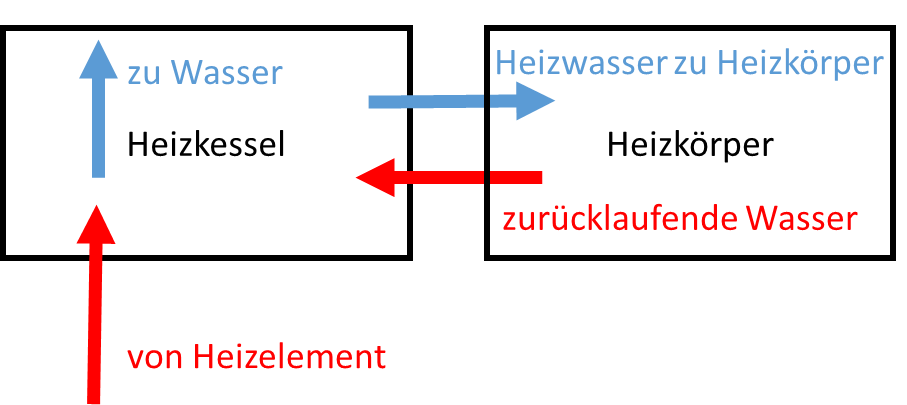 zu Wasser
Heizkessel
von Heizelement
Heizwasser zu Heizkörper
Heizkörper
zurücklaufende Wasser